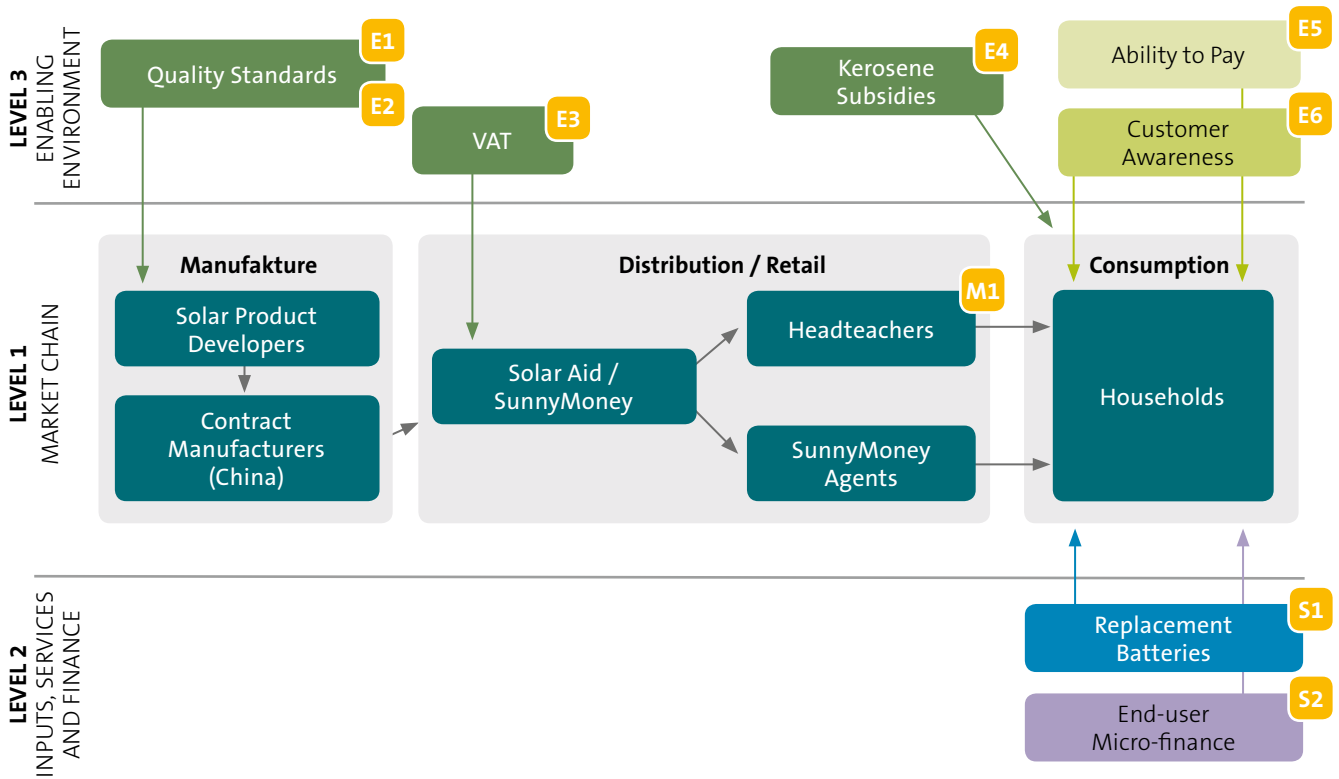 LEVEL 3
ENABLING
ENVIRONMENT
Quality Standards
E1
E2
VAT
E3
Kerosene
Subsidies
E4
Ability to Pay
E5
Customer
Awareness
E6
LEVEL 1
MARKET CHAIN
Manufakture
Solar Product
Developers
Contract
Manufacturers
(China)
Distribution / Retail
Solar Aid /
SunnyMoney
Headteachers
M1
SunnyMoney
Agents
Consumption
Households
LEVEL 2
INPUTS, SERVICES
AND FINANCE
Replacement
Batteries
S1
End-user
Micro-finance
S2